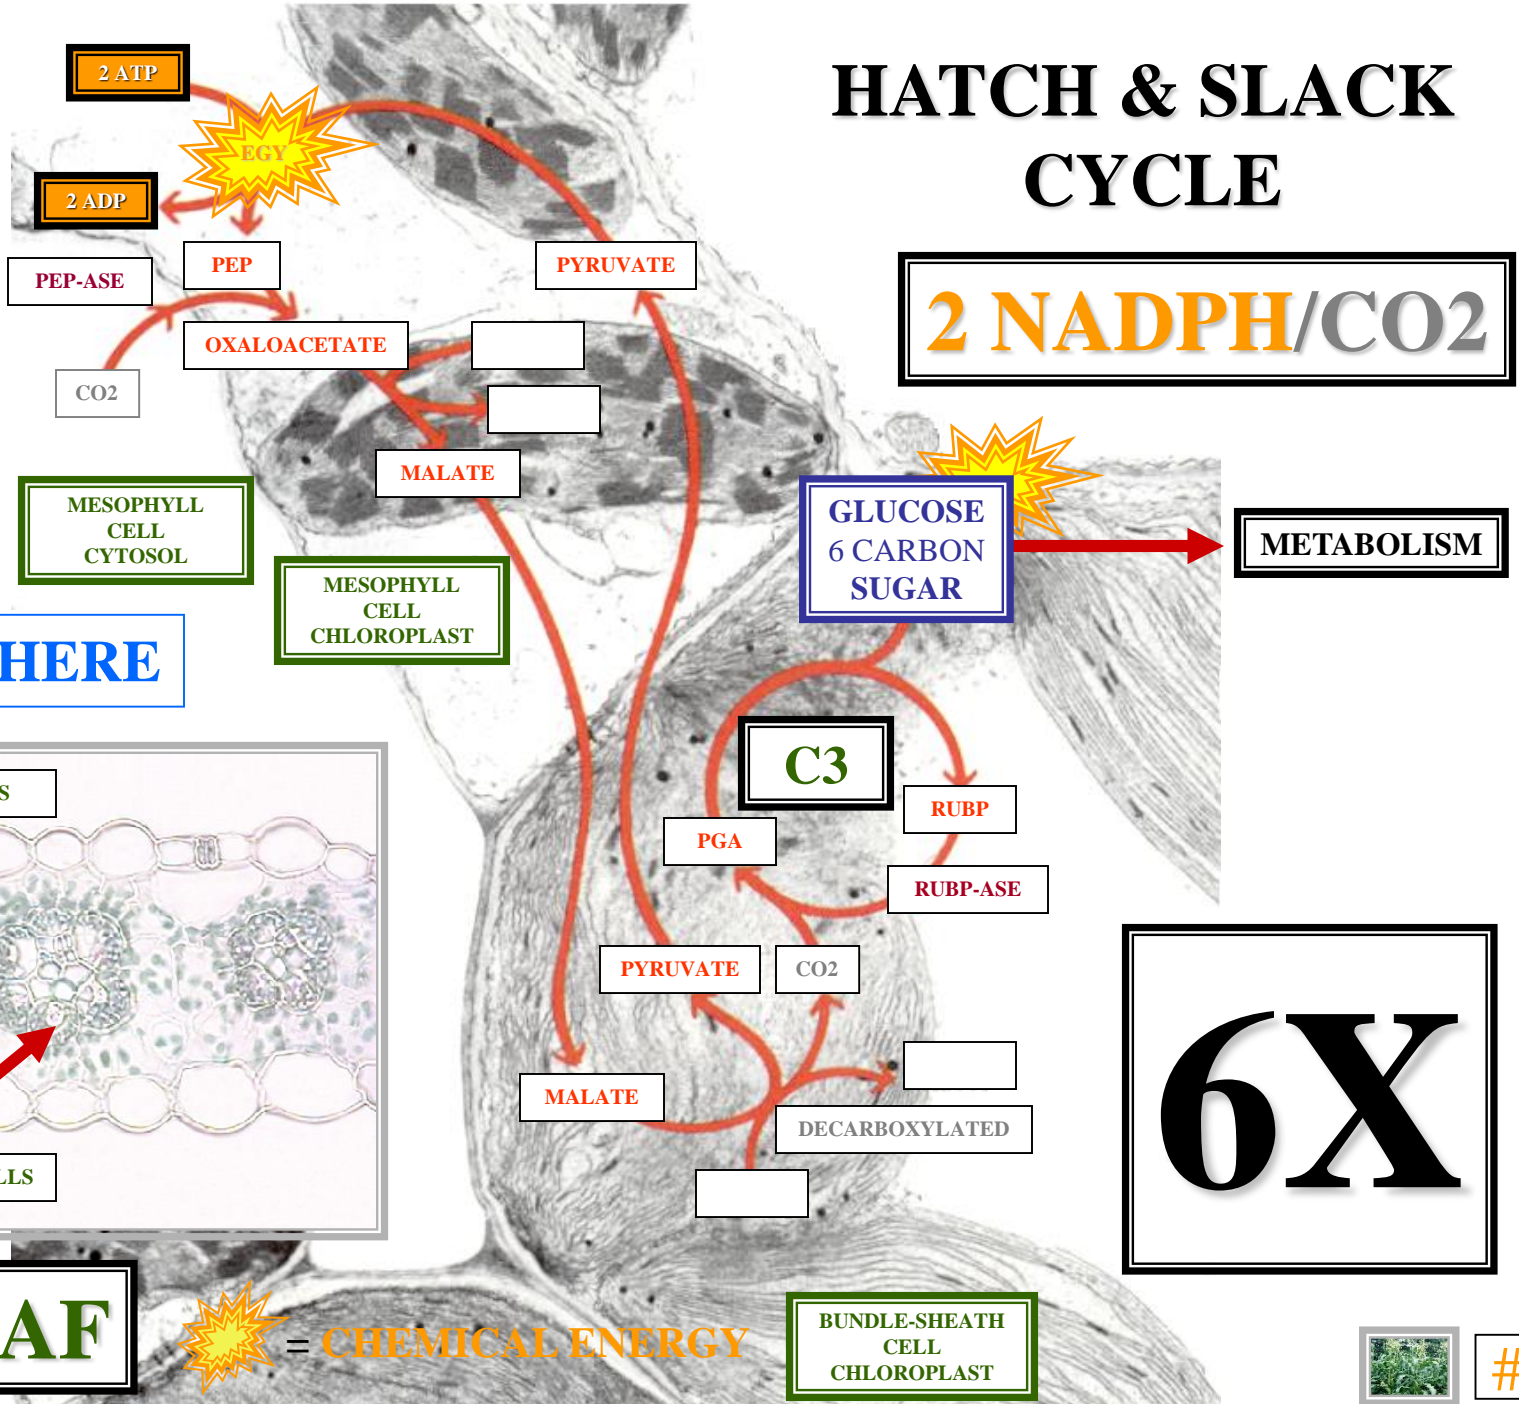 HATCH & SLACK
CYCLE
2 ATP
EGY
2 ADP
PEP-ASE
PEP
PYRUVATE
2 NADPH/CO2
OXALOACETATE
CO2
MALATE
MESOPHYLL
CELL
CYTOSOL
MESOPHYLL
CELL
CHLOROPLAST
GLUCOSE
6 CARBON
SUGAR
METABOLISM
HERE
C3
S
RUBP
PGA
RUBP-ASE
PYRUVATE
CO2
6X
MALATE
DECARBOXYLATED
LLS
AF
= CHEMICAL ENERGY
BUNDLE-SHEATH
CELL
CHLOROPLAST
#